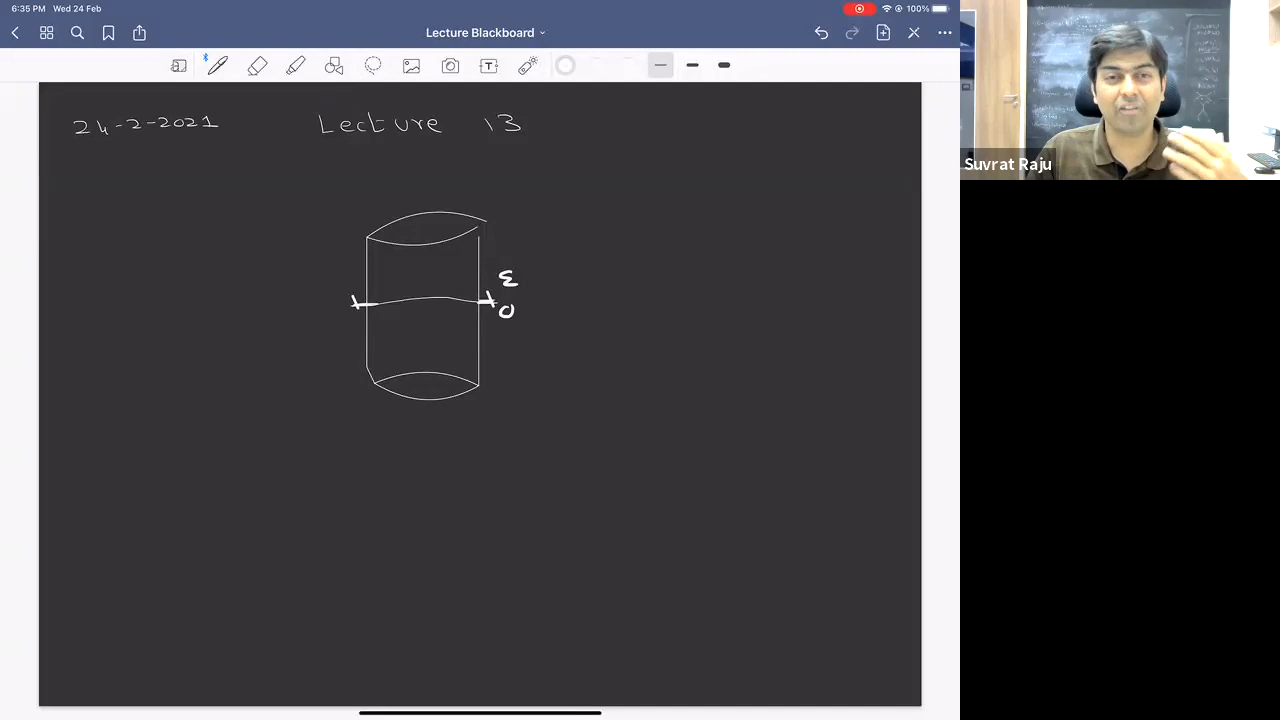 6:35 PM Wed 24 Feb
100%
Lecture Blackboard
T
24-2-2021 Lecture 13
ε
0
Suvrat Raju